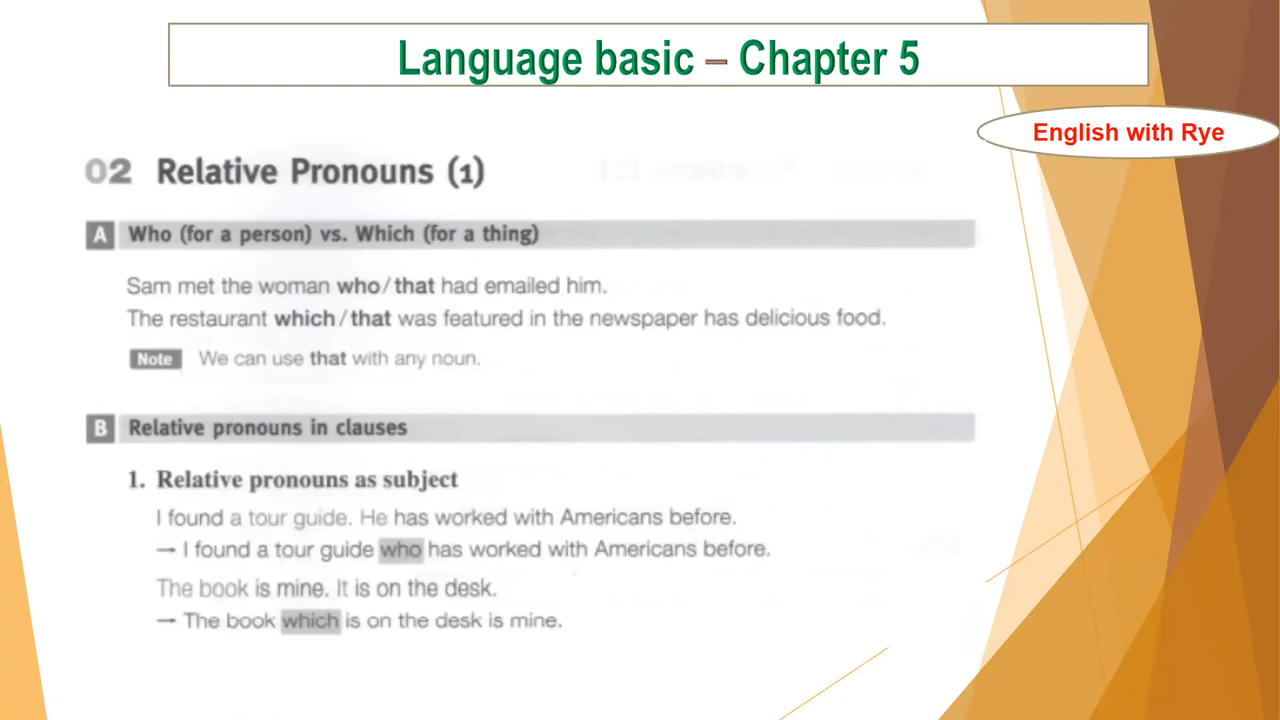 Language basic – Chapter 5
English with Rye
02 Relative Pronouns (1)
A Who (for a person) vs. Which (for a thing)
Sam met the woman who/that had emailed him.
The restaurant which/that was featured in the newspaper has delicious food.
Note We can use that with any noun.
B Relative pronouns in clauses
1. Relative pronouns as subject
I found a tour guide. He has worked with Americans before.
→ I found a tour guide who has worked with Americans before.
The book is mine. It is on the desk.
→ The book which is on the desk is mine.